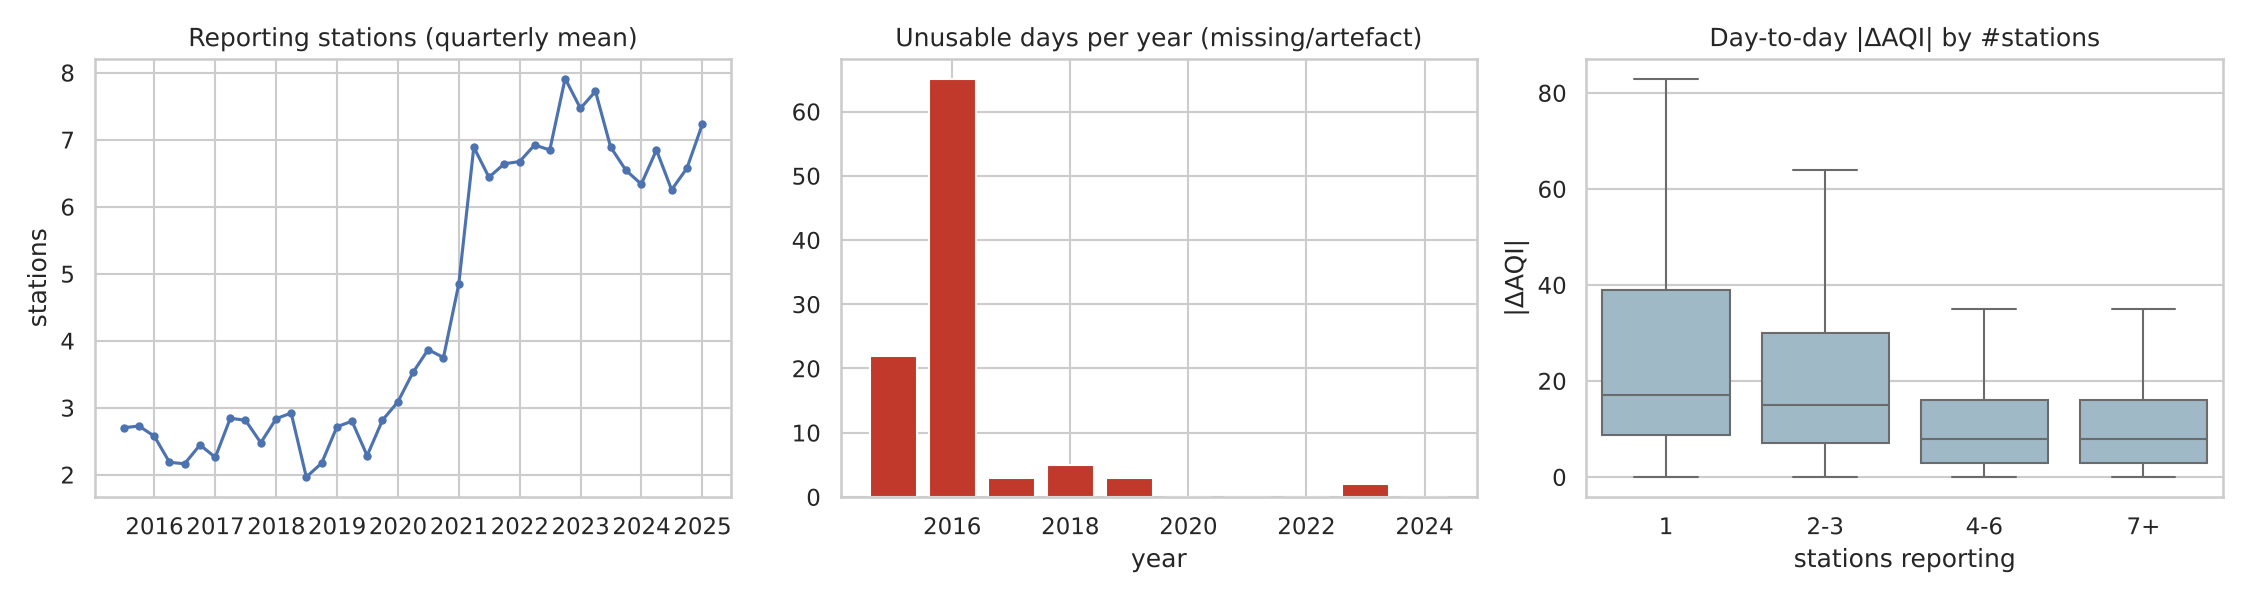 Reporting stations (quarterly mean)
stations
8
7
6
5
4
3
2
2016 2017 2018 2019 2020 2021 2022 2023 2024 2025
Unusable days per year (missing/artefact)
60
50
40
30
20
10
0
2016 2018 2020 2022 2024
year
Day-to-day |ΔAQI| by #stations
|ΔAQI|
80
60
40
20
0
1 2-3 4-6 7+
stations reporting